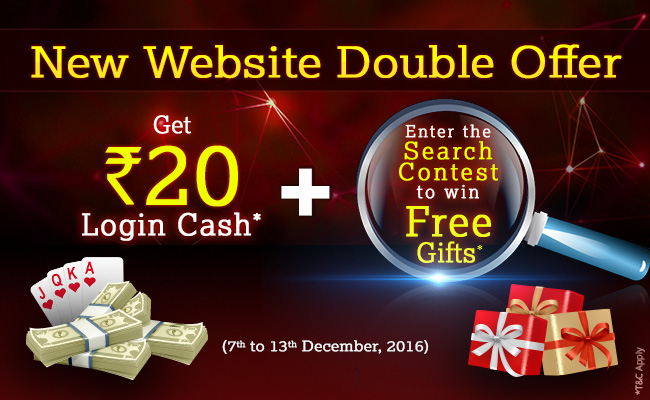 New Website Double Offer
Get
₹20
Login Cash*
+
Enter the
Search
Contest
to win
Free
Gifts*
J Q K A
(7th to 13th December, 2016)
*T&C Apply